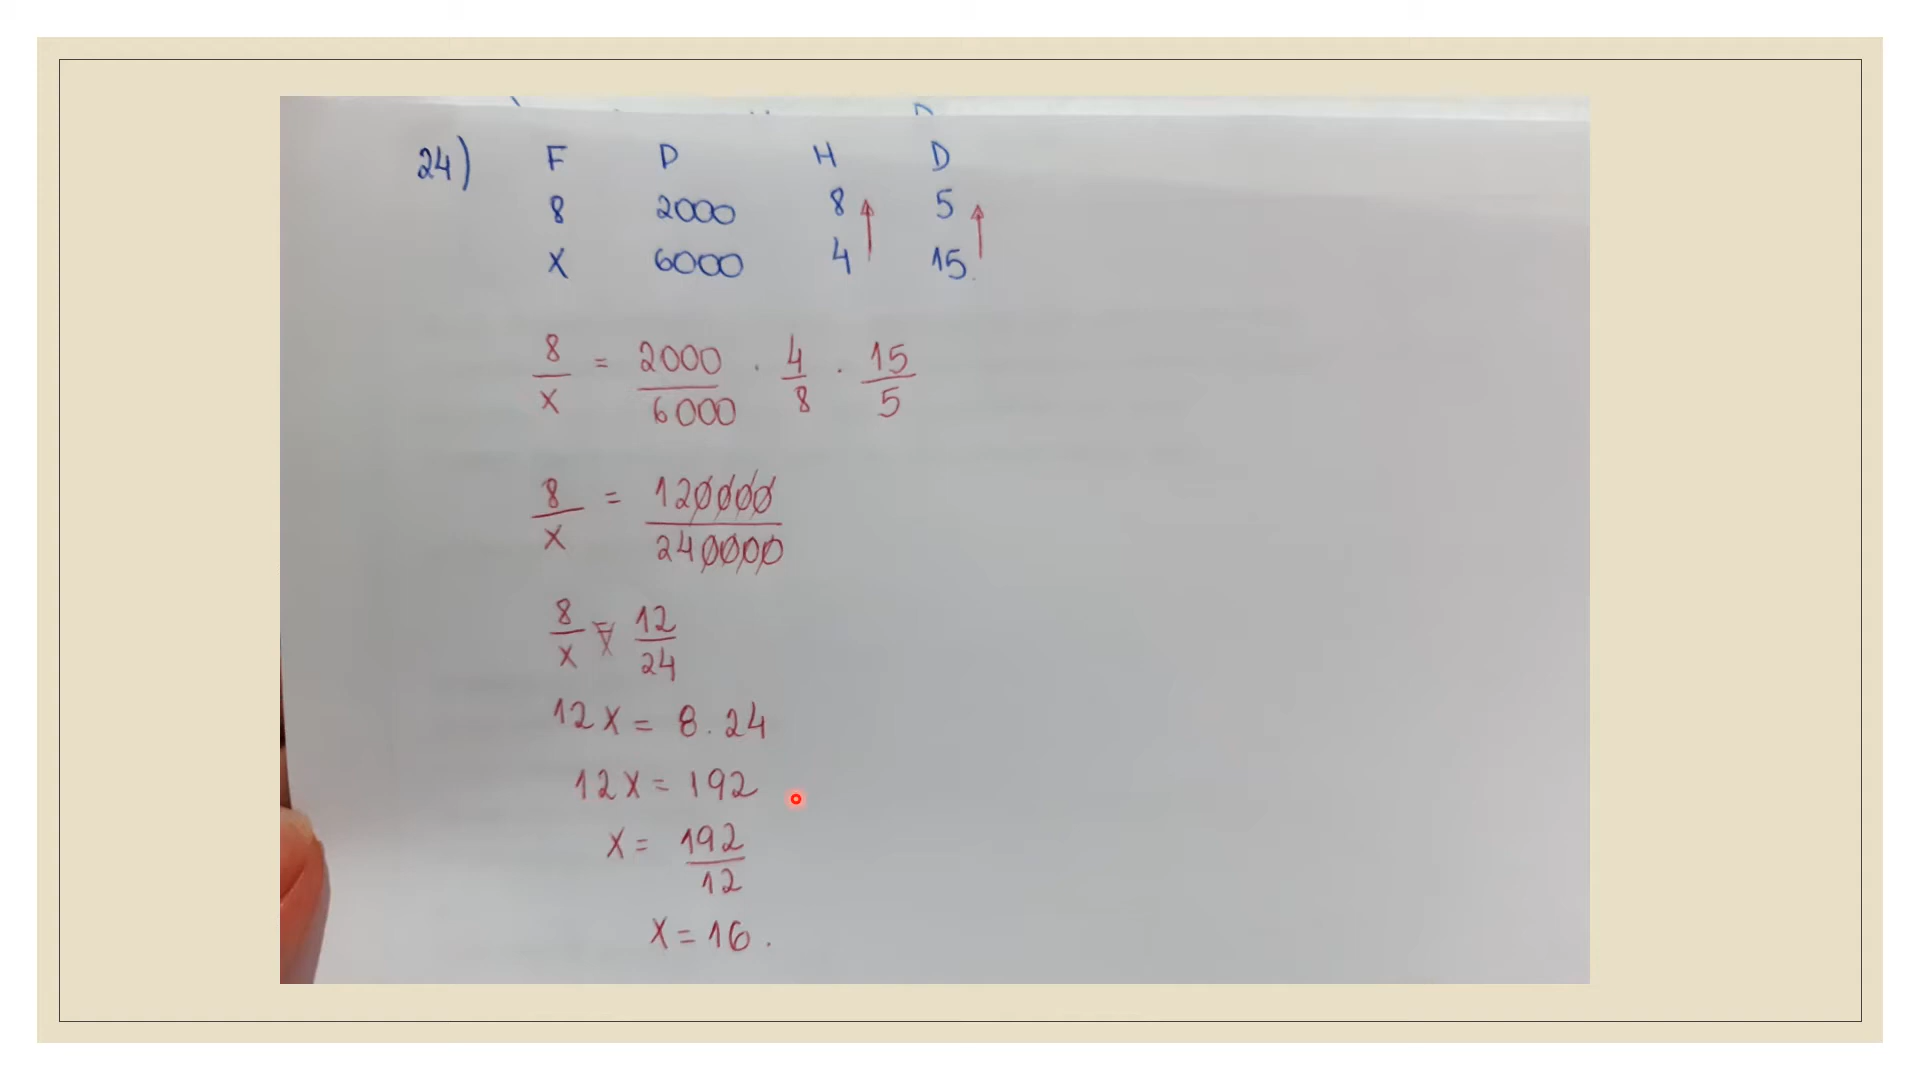 24) F P H D
8 2000 8 ↑ 5 ↑
X 6000 4 15
8/X = 2000/6000 . 4/8 . 15/5
8/X = 120000/240000
8/X 12/24
12X = 8.24
12X = 192
X = 192/12
X = 16.